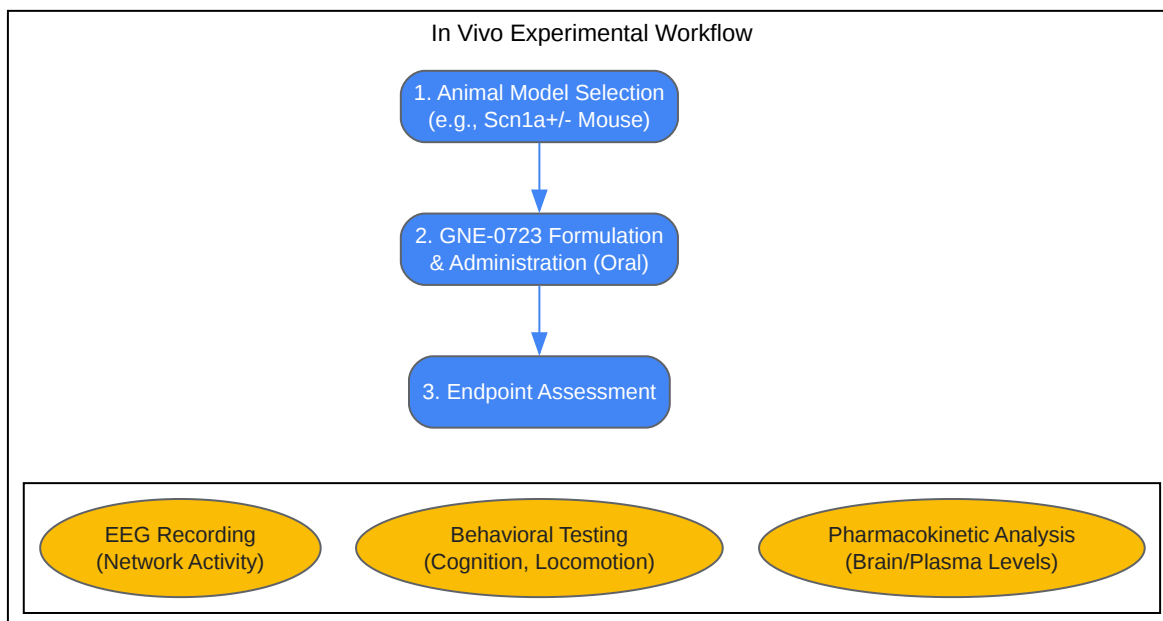 In Vivo Experimental Workflow
1. Animal Model Selection
(e.g., Scn1a+/- Mouse)
2. GNE-0723 Formulation
& Administration (Oral)
3. Endpoint Assessment
EEG Recording
(Network Activity)
Behavioral Testing
(Cognition, Locomotion)
Pharmacokinetic Analysis
(Brain/Plasma Levels)